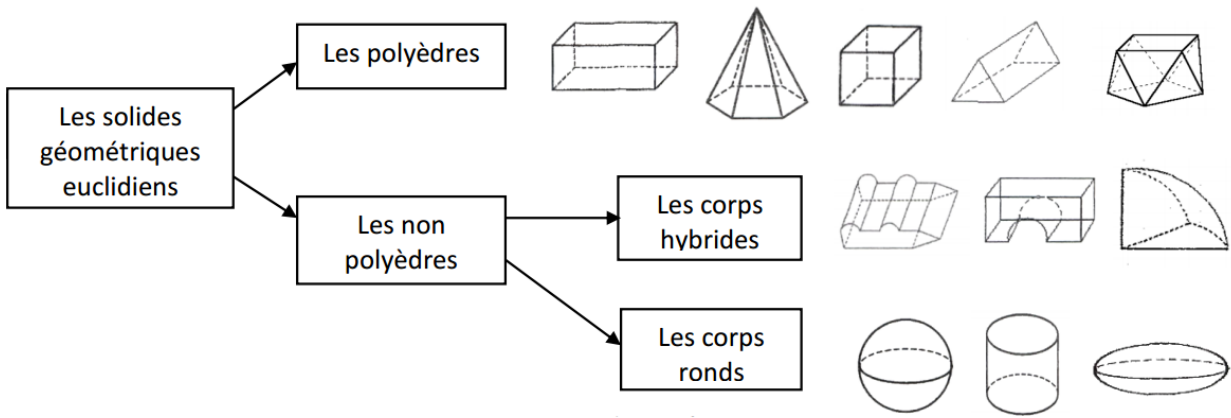 Les polyèdres
Les solides
géométriques
euclidiens
Les non
polyèdres
Les corps
hybrides
Les corps
ronds